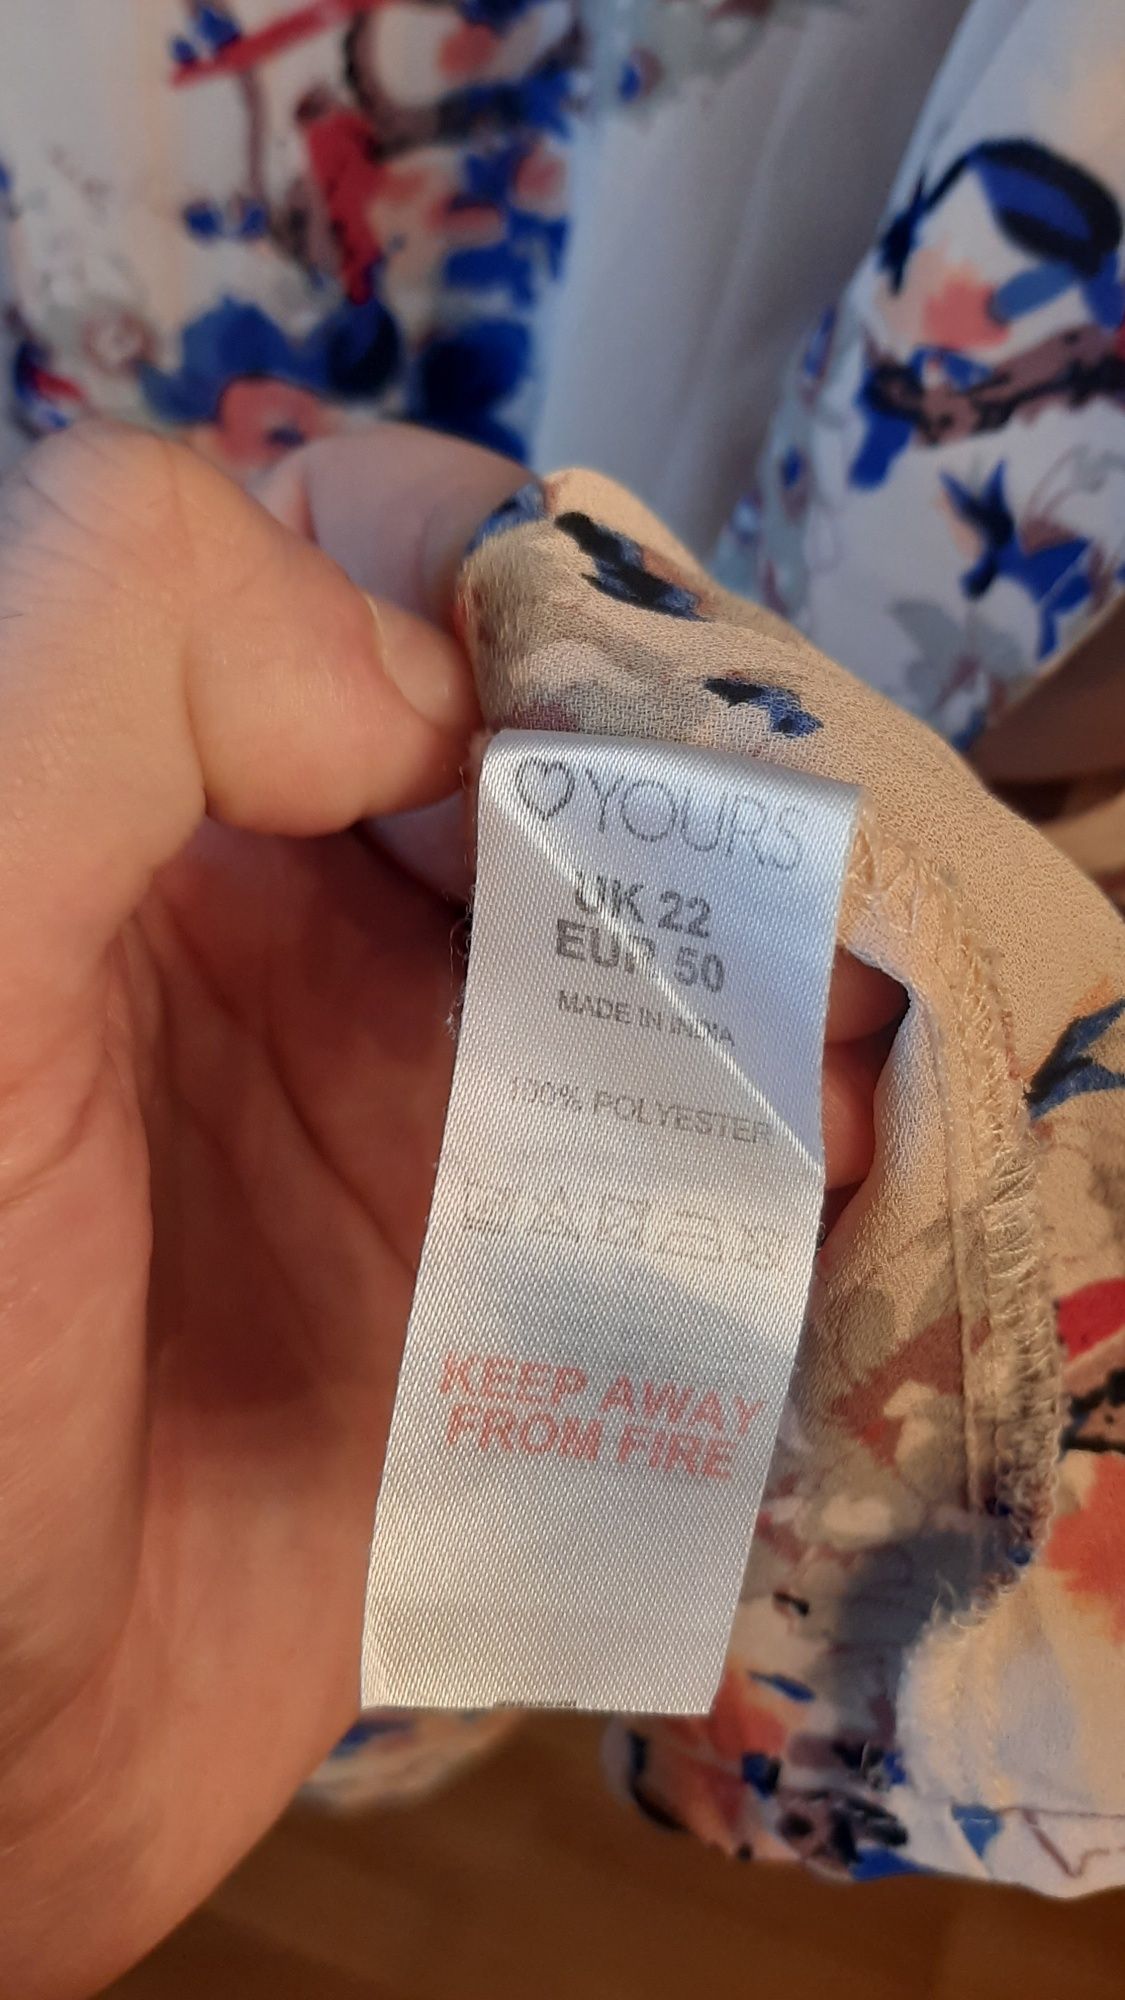 ♡YOURS
UK 22
EUR 50
MADE IN INDIA
100% POLYESTER
KEEP AWAY
FROM FIRE